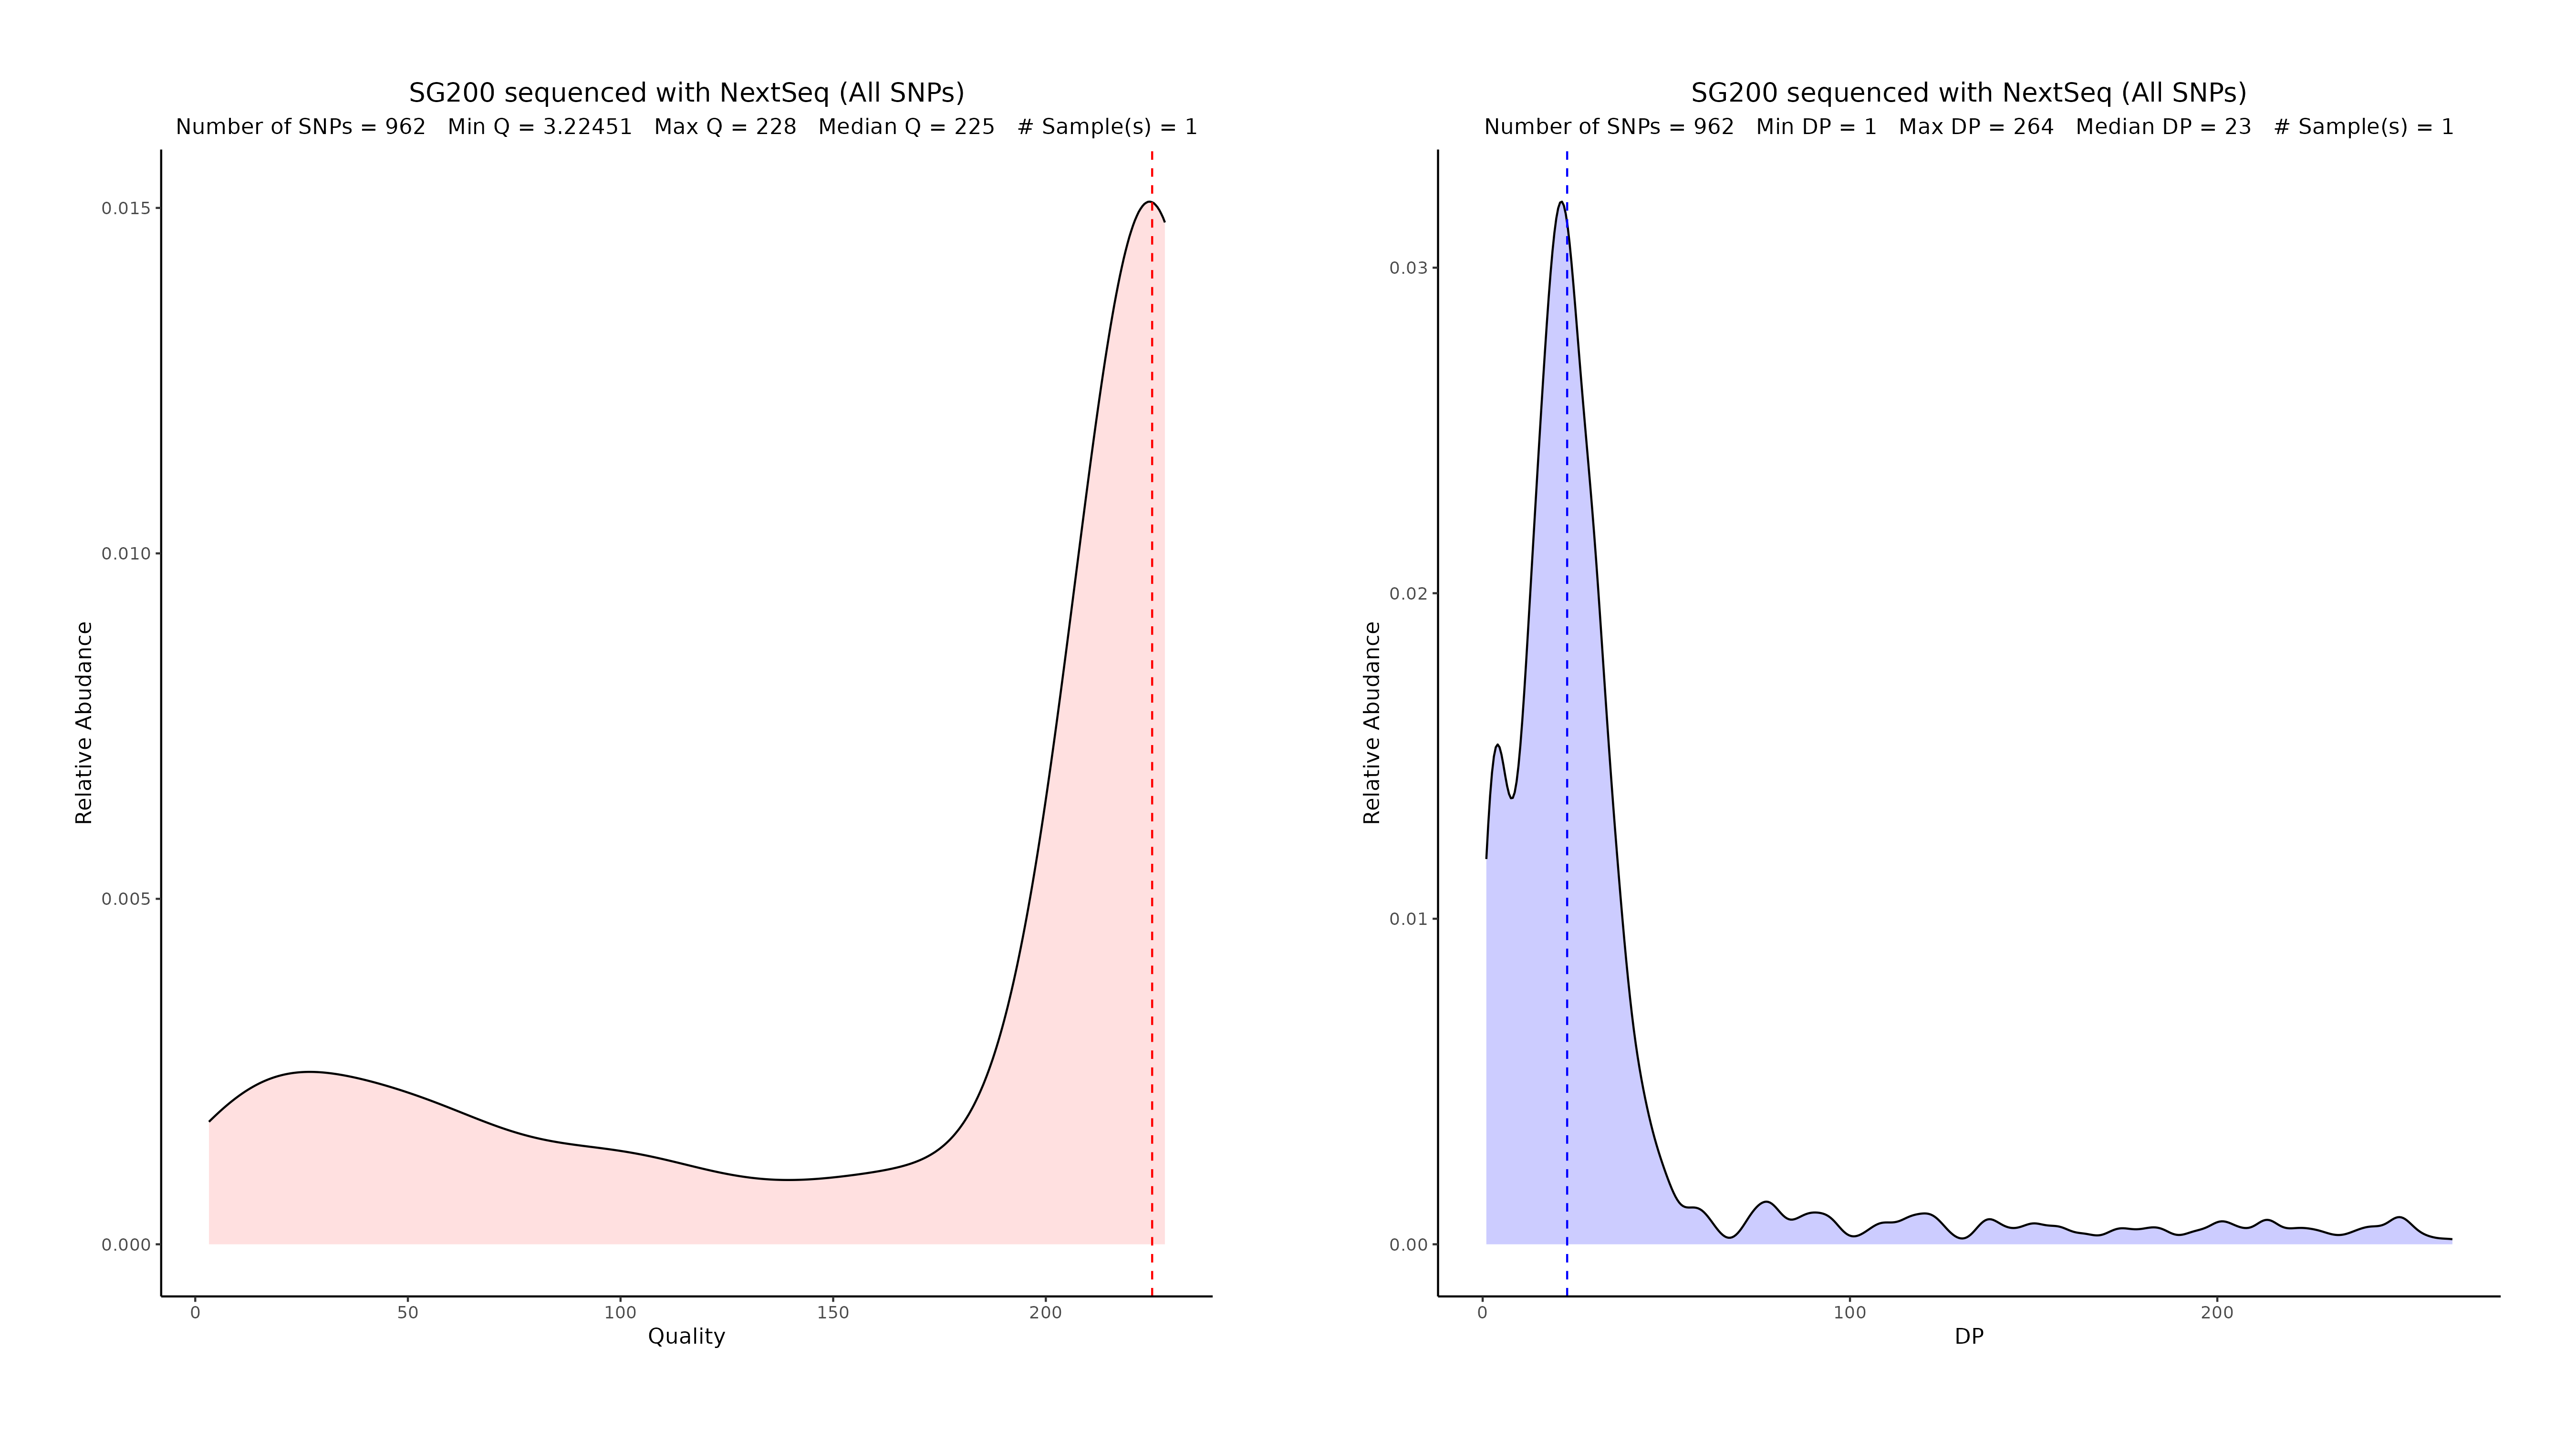 SG200 sequenced with NextSeq (All SNPs)
Number of SNPs = 962   Min Q = 3.22451   Max Q = 228   Median Q = 225   # Sample(s) = 1
0.015
0.010
0.005
0.000
Relative Abudance
0
50
100
150
200
Quality
SG200 sequenced with NextSeq (All SNPs)
Number of SNPs = 962   Min DP = 1   Max DP = 264   Median DP = 23   # Sample(s) = 1
0.03
0.02
0.01
0.00
Relative Abudance
0
100
200
DP